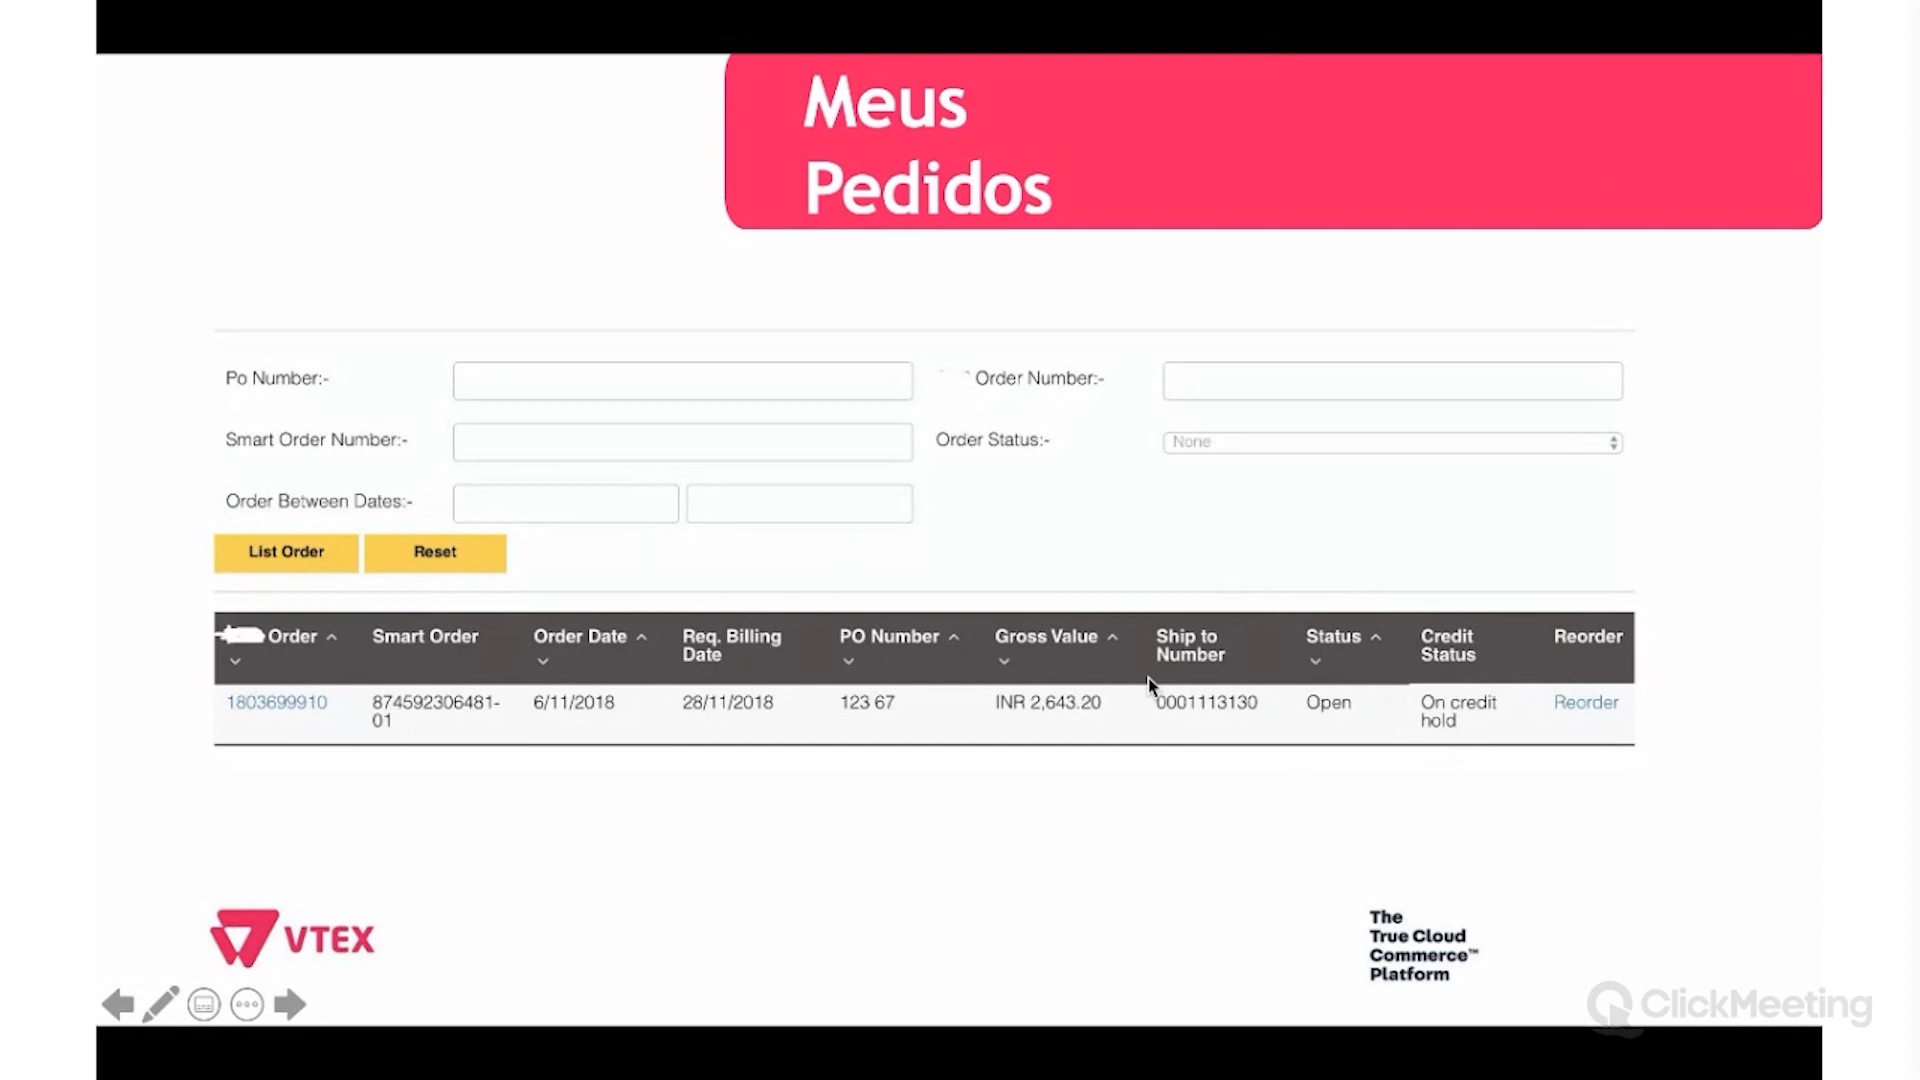 Meus
Pedidos
Po Number:-
Order Number:-
Smart Order Number:-
Order Status:-
None
Order Between Dates:-
List Order
Reset
Order
Smart Order
Order Date
Req. Billing
Date
PO Number
Gross Value
Ship to
Number
Status
Credit
Status
Reorder
1803699910
874592306481-
01
6/11/2018
28/11/2018
123 67
INR 2,643.20
0001113130
Open
On credit
hold
Reorder
VTEX
The
True Cloud
Commerce™
Platform
ClickMeeting